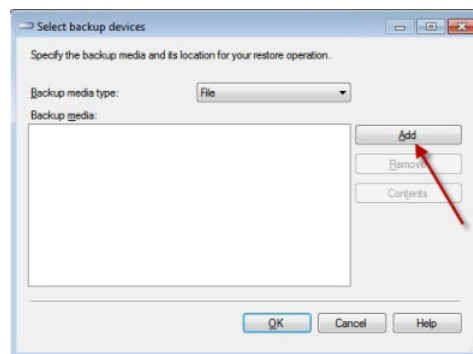 Select backup devices
Specify the backup media and its location for your restore operation.
Backup media type:
File
Backup media:
Add
Remove
Contents
OK
Cancel
Help